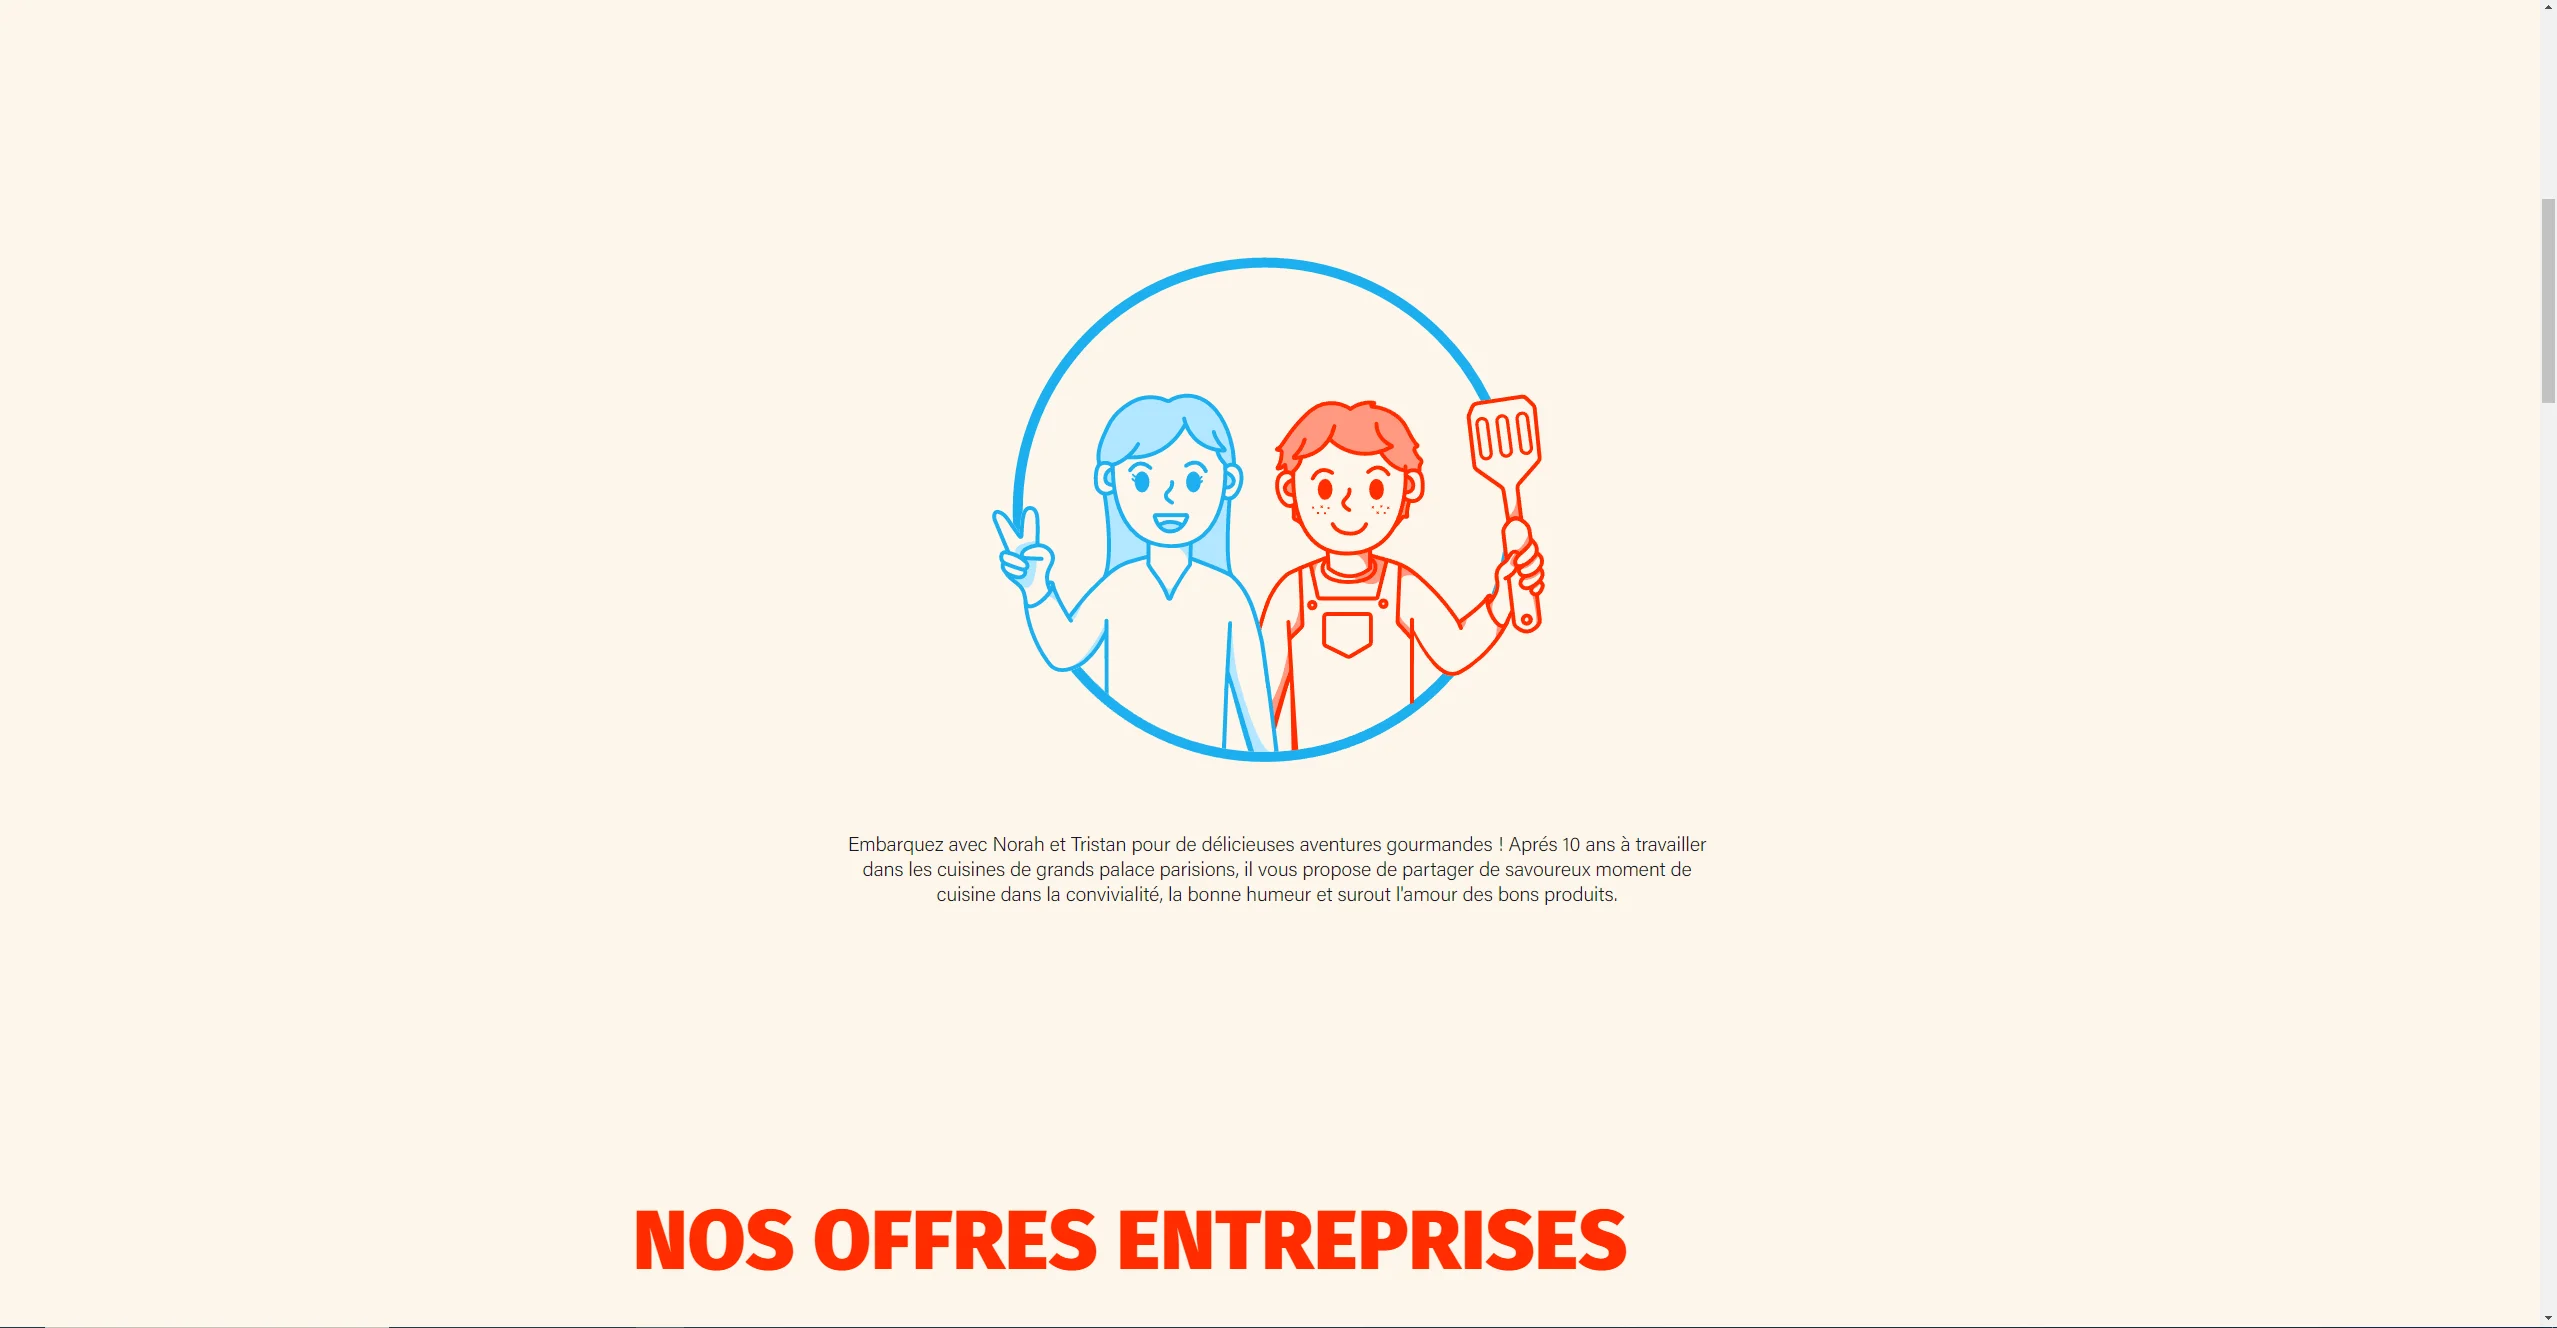 Embarquez avec Norah et Tristan pour de délicieuses aventures gourmandes ! Aprés 10 ans à travailler
dans les cuisines de grands palace parisions, il vous propose de partager de savoureux moment de
cuisine dans la convivialité, la bonne humeur et surout l'amour des bons produits.
NOS OFFRES ENTREPRISES